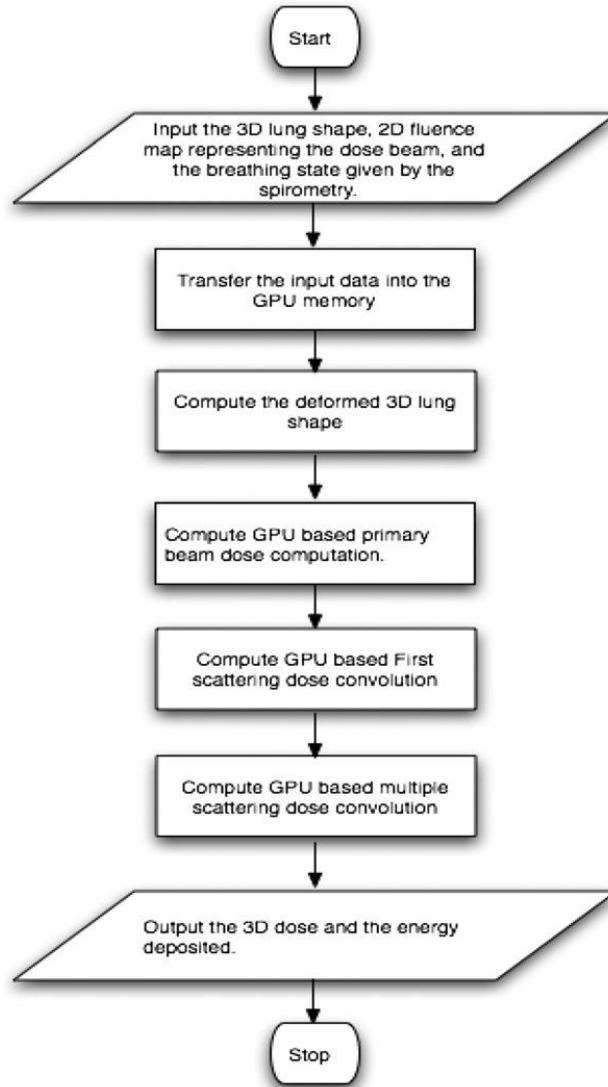 Start
Input the 3D lung shape, 2D fluence
map representing the dose beam, and
the breathing state given by the
spirometry.
Transfer the input data into the
GPU memory
Compute the deformed 3D lung
shape
Compute GPU based primary
beam dose computation.
Compute GPU based First
scattering dose convolution
Compute GPU based multiple
scattering dose convolution
Output the 3D dose and the energy
deposited.
Stop